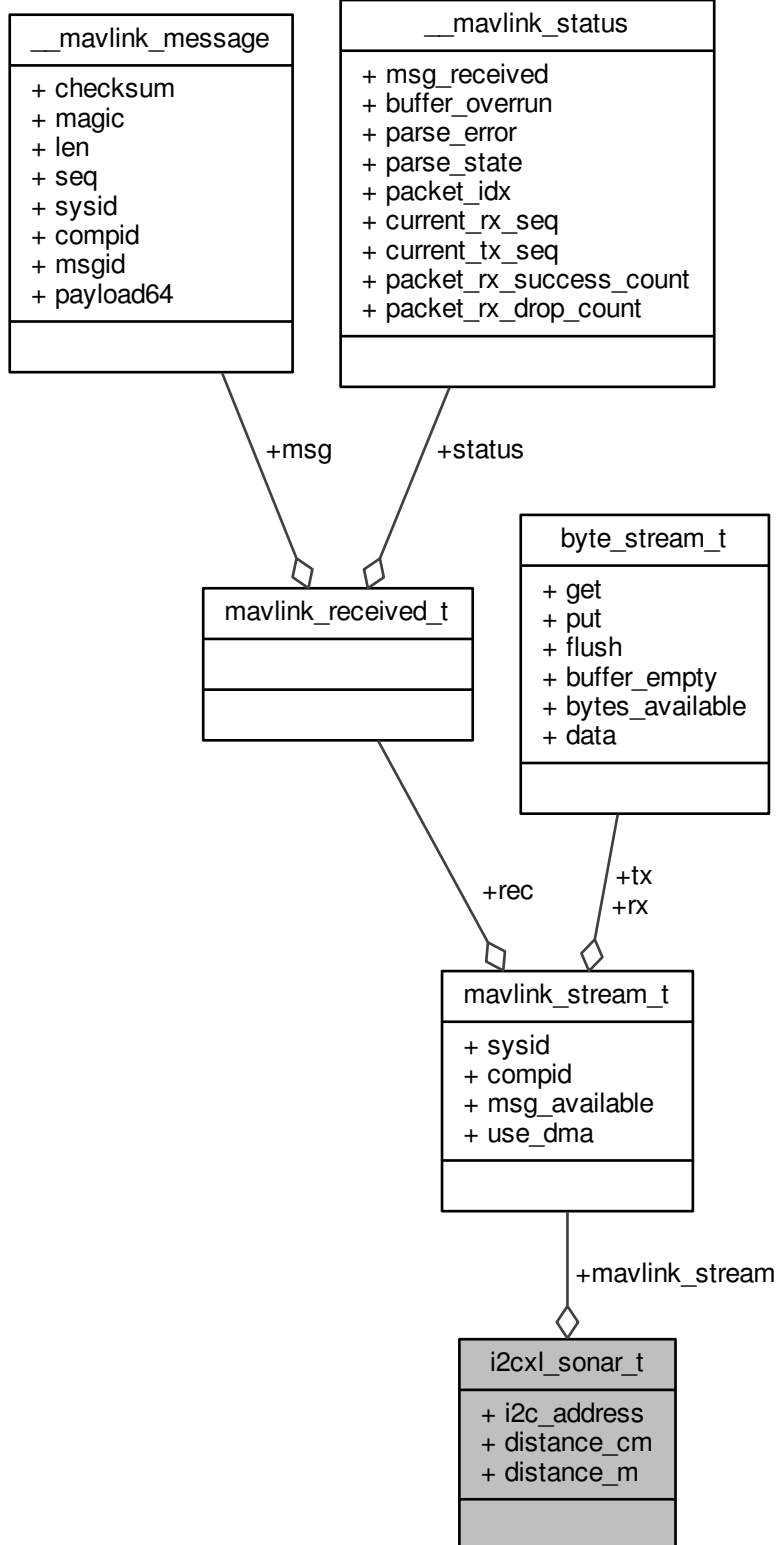 __mavlink_message
+ checksum
+ magic
+ len
+ seq
+ sysid
+ compid
+ msgid
+ payload64
__mavlink_status
+ msg_received
+ buffer_overrun
+ parse_error
+ parse_state
+ packet_idx
+ current_rx_seq
+ current_tx_seq
+ packet_rx_success_count
+ packet_rx_drop_count
+msg
+status
mavlink_received_t
byte_stream_t
+ get
+ put
+ flush
+ buffer_empty
+ bytes_available
+ data
+rec
+tx
+rx
mavlink_stream_t
+ sysid
+ compid
+ msg_available
+ use_dma
+mavlink_stream
i2cxl_sonar_t
+ i2c_address
+ distance_cm
+ distance_m